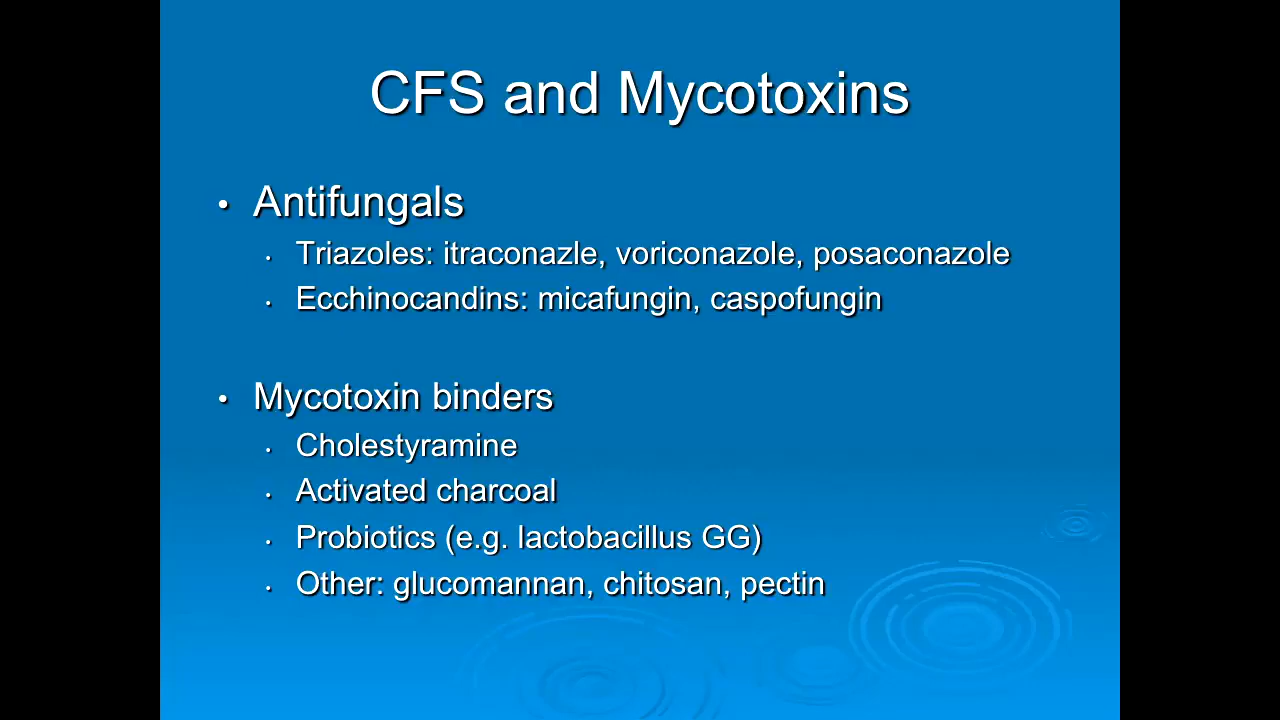 CFS and Mycotoxins
• Antifungals
• Triazoles: itraconazle, voriconazole, posaconazole
• Ecchinocandins: micafungin, caspofungin
• Mycotoxin binders
• Cholestyramine
• Activated charcoal
• Probiotics (e.g. lactobacillus GG)
• Other: glucomannan, chitosan, pectin